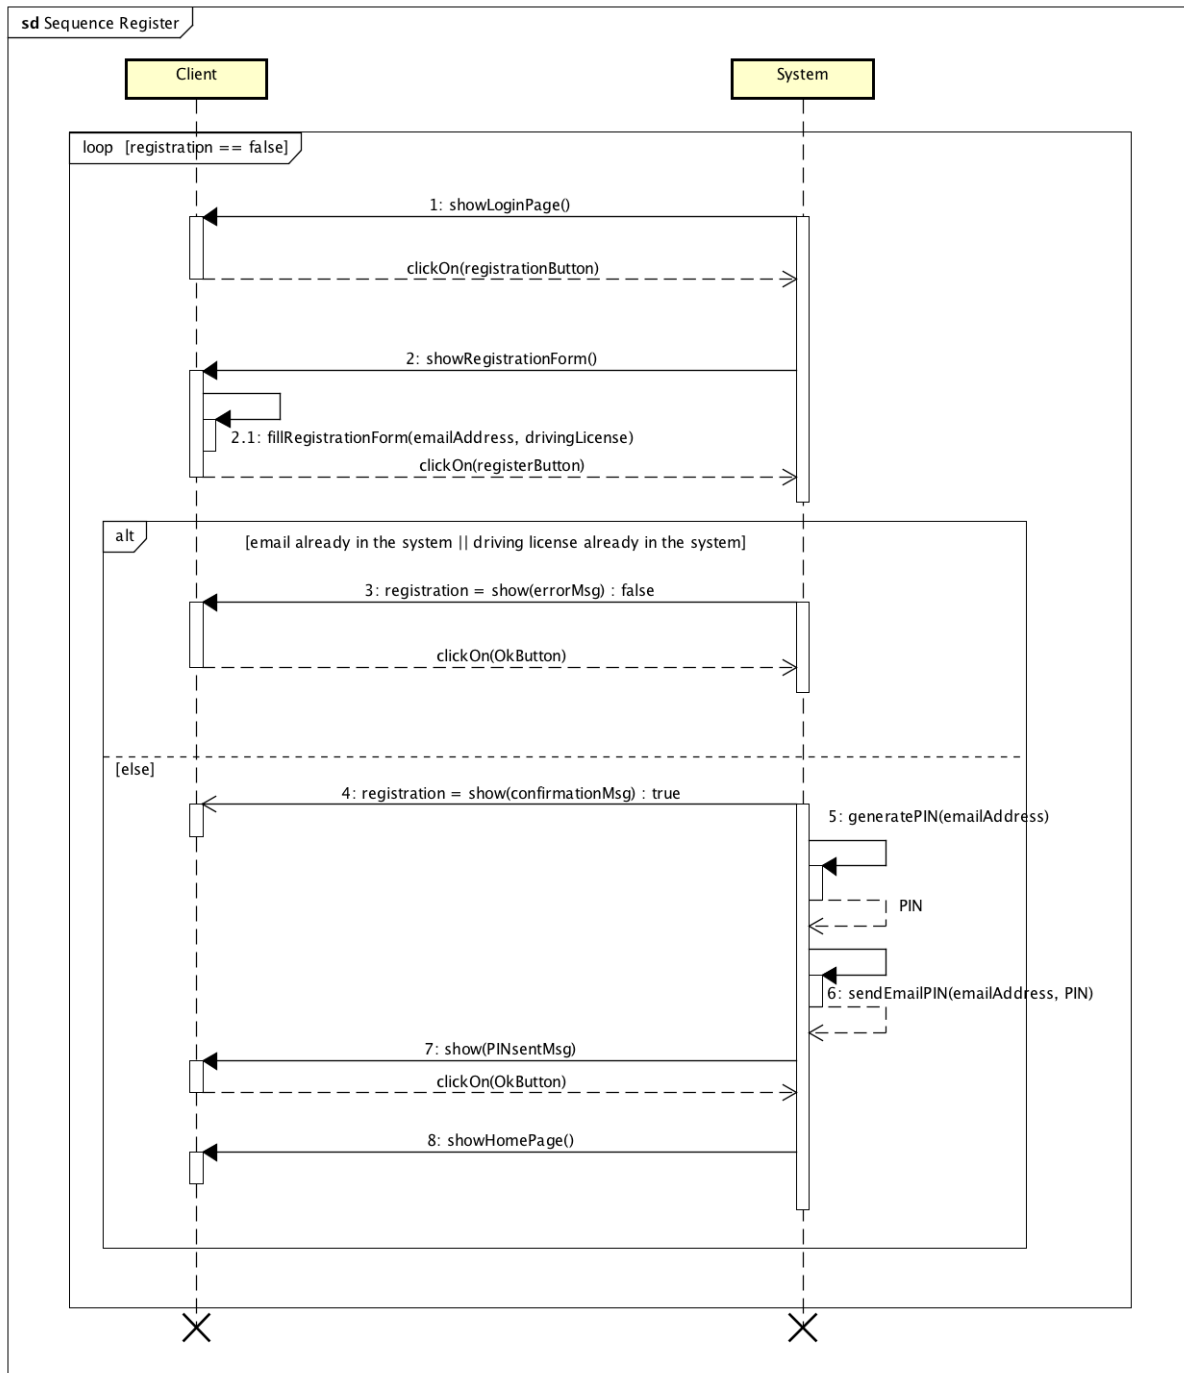 sd Sequence Register
Client
System
loop [registration == false]
1: showLoginPage()
clickOn(registrationButton)
2: showRegistrationForm()
2.1: fillRegistrationForm(emailAddress, drivingLicense)
clickOn(registerButton)
alt
[email already in the system || driving license already in the system]
3: registration = show(errorMsg) : false
clickOn(OkButton)
[else]
4: registration = show(confirmationMsg) : true
5: generatePIN(emailAddress)
PIN
6: sendEmailPIN(emailAddress, PIN)
7: show(PINsentMsg)
clickOn(OkButton)
8: showHomePage()